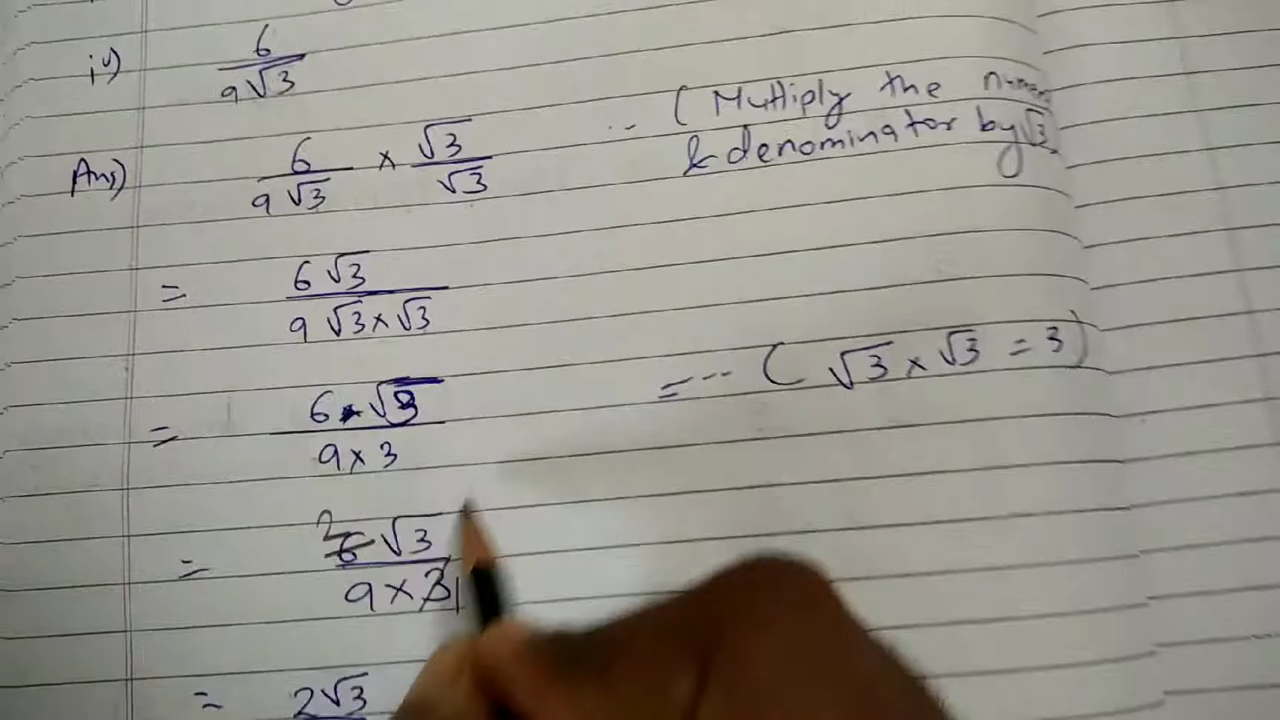 iv) 6 / 9√3
Ans) 6 / 9√3 × √3 / √3 -- ( Multiply the
& denominator by √3
= 6√3 / 9√3×√3
= 6×√3 / 9×3 =--- ( √3 × √3 = 3 )
= 2 6√3 / 9×3 1
= 2√3